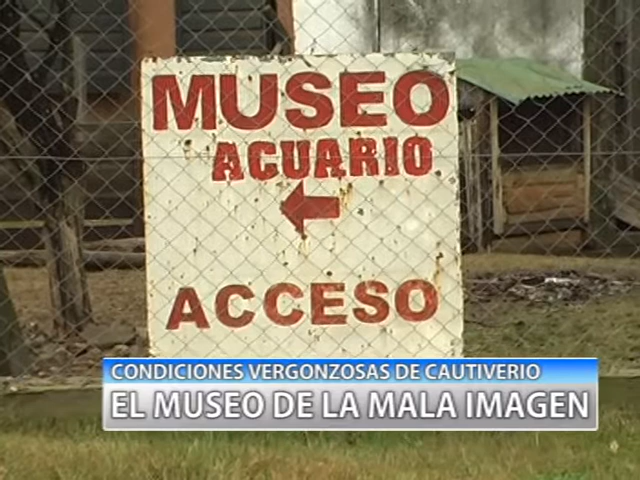 MUSEO
ACUARIO
ACCESO
CONDICIONES VERGONZOSAS DE CAUTIVERIO
EL MUSEO DE LA MALA IMAGEN